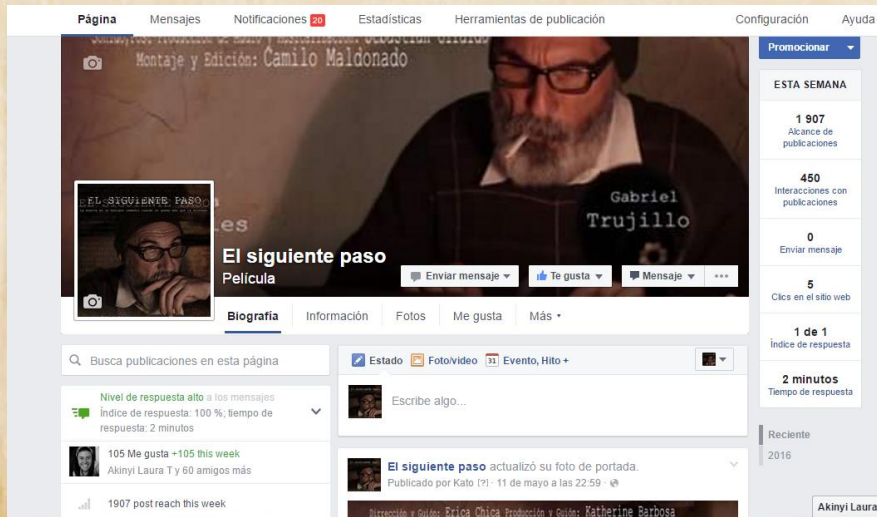 Página Mensajes Notificaciones 20 Estadísticas Herramientas de publicación Configuración Ayuda
Montaje y Edición: Camilo Maldonado
Gabriel
Trujillo
EL SIGUIENTE PASO
El siguiente paso
Película
Enviar mensaje Te gusta Mensaje
Biografía Información Fotos Me gusta Más
Promocionar
ESTA SEMANA
1 907
Alcance de
publicaciones
450
Interacciones con
publicaciones
0
Enviar mensaje
5
Clics en el sitio web
1 de 1
Índice de respuesta
2 minutos
Tiempo de respuesta
Reciente
2016
Busca publicaciones en esta página
Nivel de respuesta alto a los mensajes
Índice de respuesta: 100 %; tiempo de
respuesta: 2 minutos
105 Me gusta +105 this week
Akinyi Laura T y 60 amigos más
1907 post reach this week
Estado Foto/video 31 Evento, Hito +
Escribe algo...
El siguiente paso actualizó su foto de portada.
Publicado por Kato [?] · 11 de mayo a las 22:59 ·
Dirección y Guión: Erica Chica Producción y Guión: Katherine Barbosa
Akinyi Laura